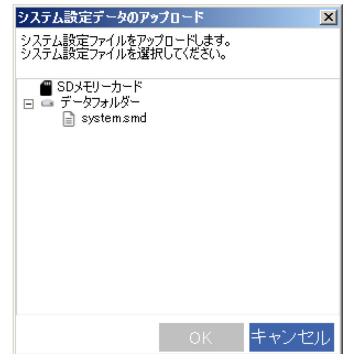 システム設定データのアップロード
システム設定ファイルをアップロードします。
システム設定ファイルを選択してください。
SDメモリーカード
データフォルダー
system.smd
OK キャンセル